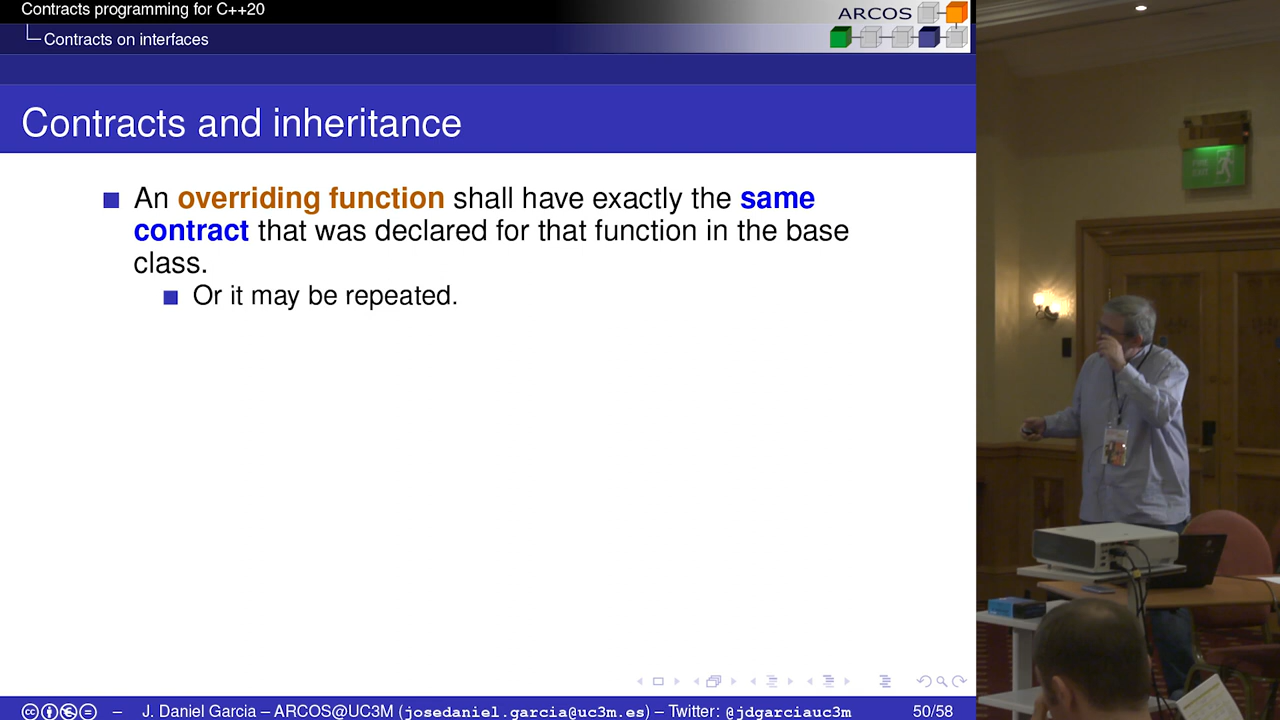 Contracts programming for C++20
Contracts on interfaces
ARCOS
Contracts and inheritance
An overriding function shall have exactly the same
contract that was declared for that function in the base
class.
Or it may be repeated.
– J. Daniel Garcia – ARCOS@UC3M (josedaniel.garcia@uc3m.es) – Twitter: @jdgarciauc3m 50/58
FIRE EXIT